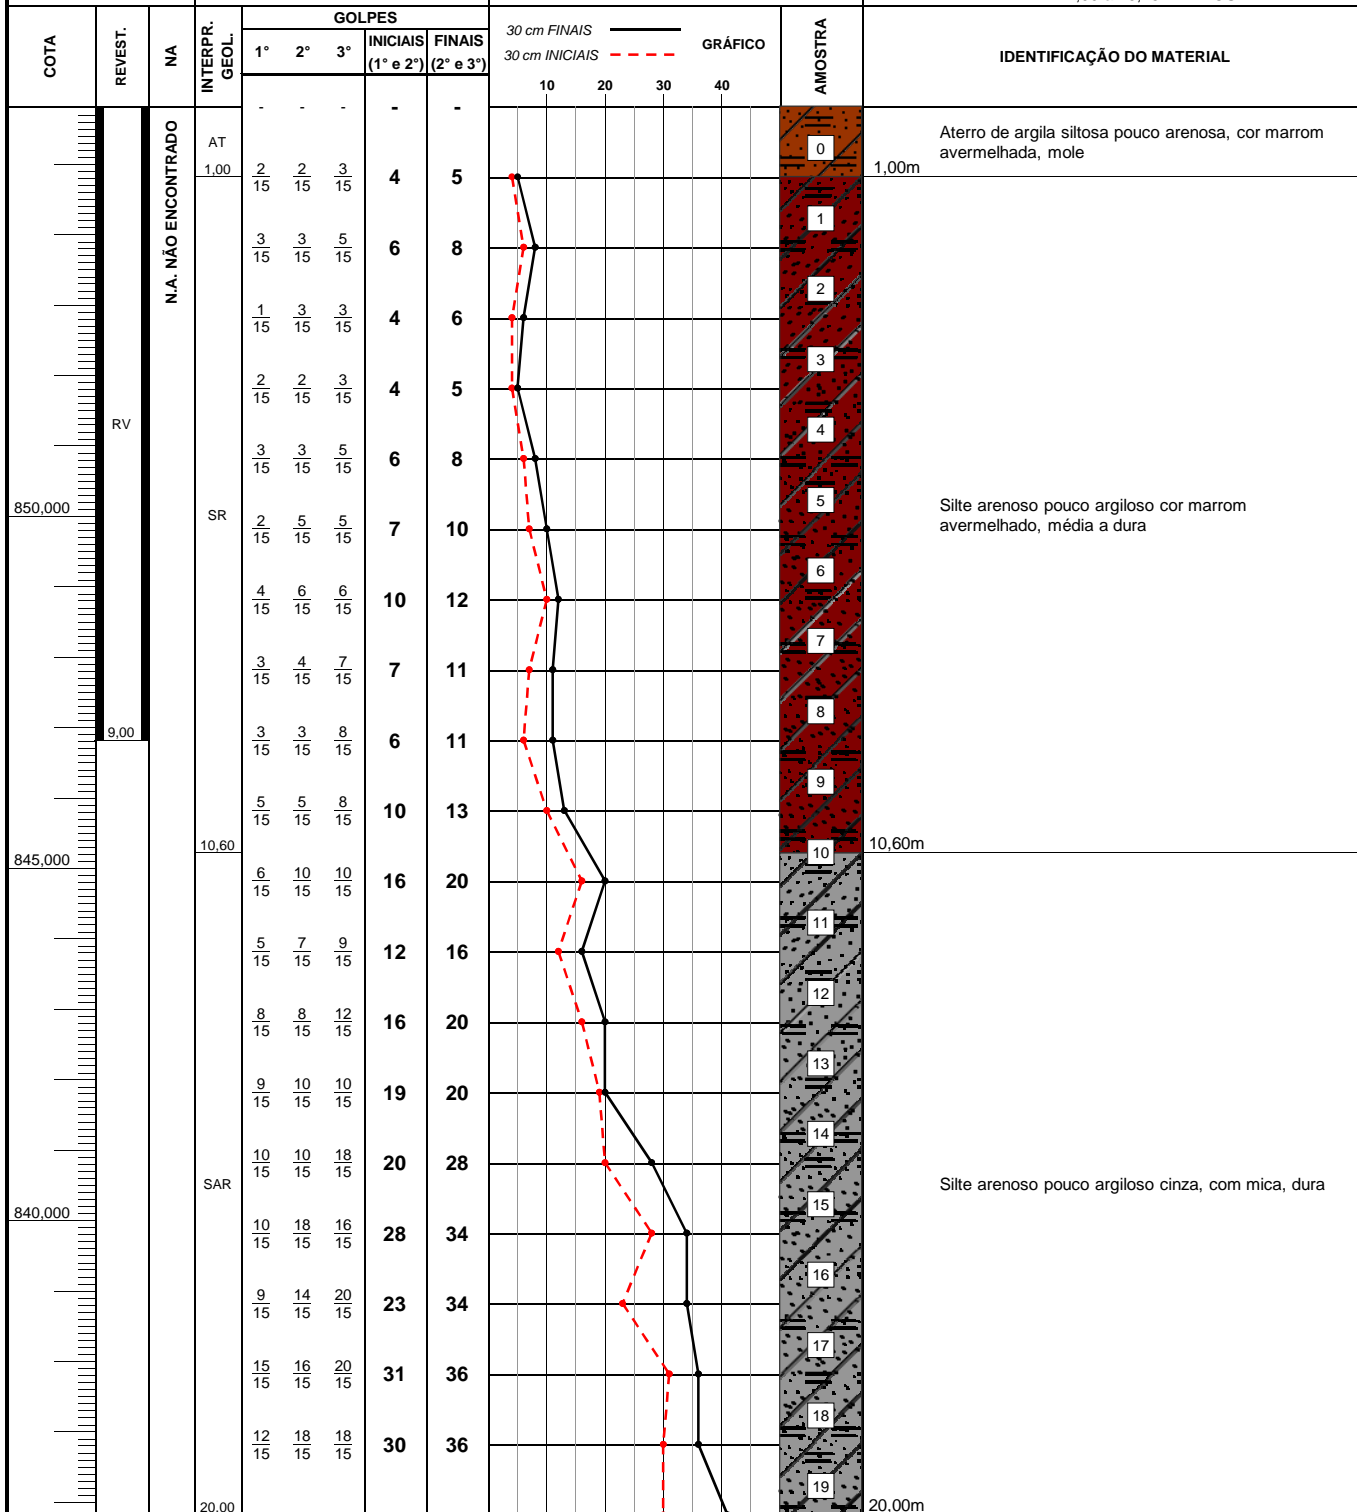 COTA
REVEST.
NA
INTERPR. GEOL.
GOLPES
1° 2° 3° INICIAIS (1° e 2°) FINAIS (2° e 3°)
30 cm FINAIS
30 cm INICIAIS
GRÁFICO
10 20 30 40
AMOSTRA
IDENTIFICAÇÃO DO MATERIAL
- - - - -
N.A. NÃO ENCONTRADO
AT
0
Aterro de argila siltosa pouco arenosa, cor marrom
avermelhada, mole
1,00 2/15 2/15 3/15 4 5 1,00m
1
3/15 3/15 5/15 6 8
2
1/15 3/15 3/15 4 6
3
2/15 2/15 3/15 4 5
RV
4
3/15 3/15 5/15 6 8
5
850,000
SR
Silte arenoso pouco argiloso cor marrom
avermelhado, média a dura
2/15 5/15 5/15 7 10
6
4/15 6/15 6/15 10 12
7
3/15 4/15 7/15 7 11
8
9,00
3/15 3/15 8/15 6 11
9
5/15 5/15 8/15 10 13
10,60 10 10,60m
845,000
6/15 10/15 10/15 16 20
11
5/15 7/15 9/15 12 16
12
8/15 8/15 12/15 16 20
13
9/15 10/15 10/15 19 20
14
10/15 10/15 18/15 20 28
SAR
Silte arenoso pouco argiloso cinza, com mica, dura
15
840,000
10/15 18/15 16/15 28 34
16
9/15 14/15 20/15 23 34
17
15/15 16/15 20/15 31 36
18
12/15 18/15 18/15 30 36
19
20,00 20,00m